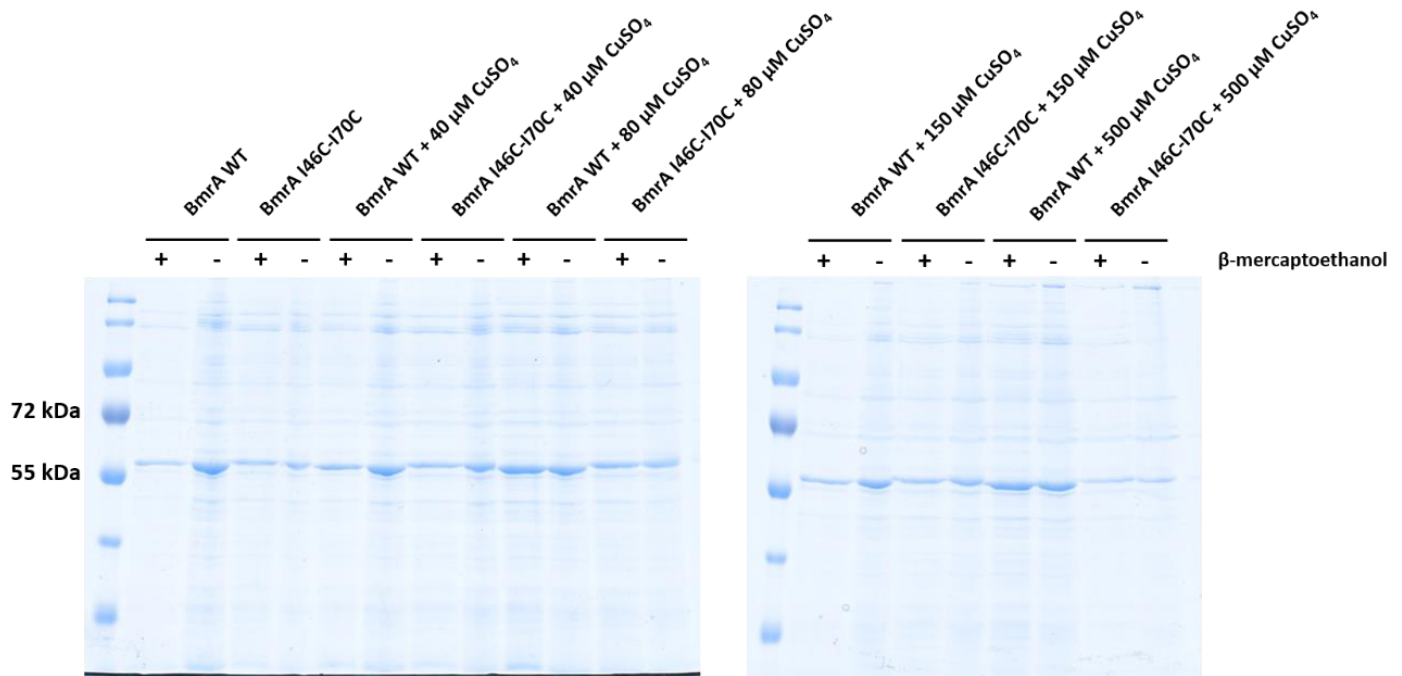 BmrA WT
BmrA I46C-I70C
BmrA WT + 40 µM CuSO₄
BmrA I46C-I70C + 40 µM CuSO₄
BmrA WT + 80 µM CuSO₄
BmrA I46C-I70C + 80 µM CuSO₄
BmrA WT + 150 µM CuSO₄
BmrA I46C-I70C + 150 µM CuSO₄
BmrA WT + 500 µM CuSO₄
BmrA I46C-I70C + 500 µM CuSO₄
+ - + - + - + - + - + - + - + - + - + - β-mercaptoethanol
72 kDa
55 kDa